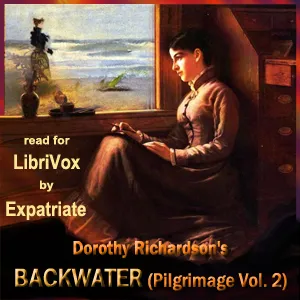 read for
LibriVox
by
Expatriate
Dorothy Richardson's
BACKWATER (Pilgrimage Vol. 2)